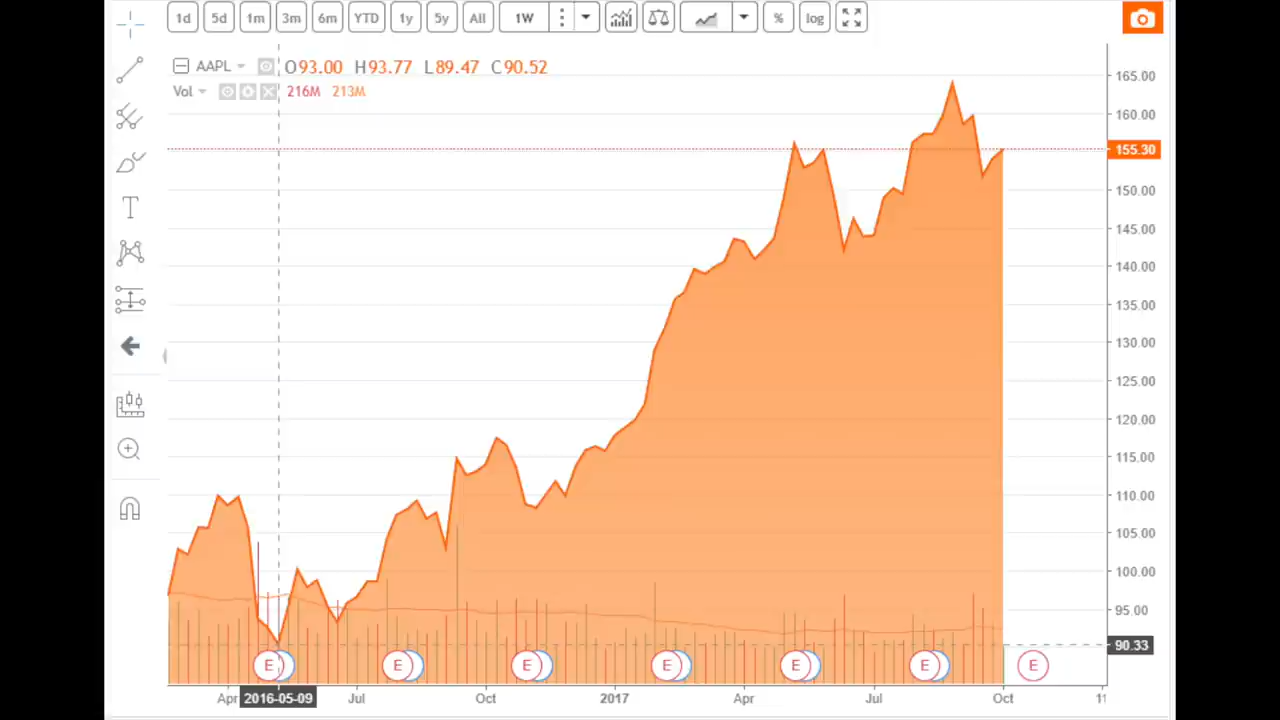 1d 5d 1m 3m 6m YTD 1y 5y All 1W % log
AAPL O93.00 H93.77 L89.47 C90.52
Vol 216M 213M
165.00
160.00
155.30
150.00
145.00
140.00
135.00
130.00
125.00
120.00
115.00
110.00
105.00
100.00
95.00
90.33
T
E E E E E E E
Apr 2016-05-09 Jul Oct 2017 Apr Jul Oct